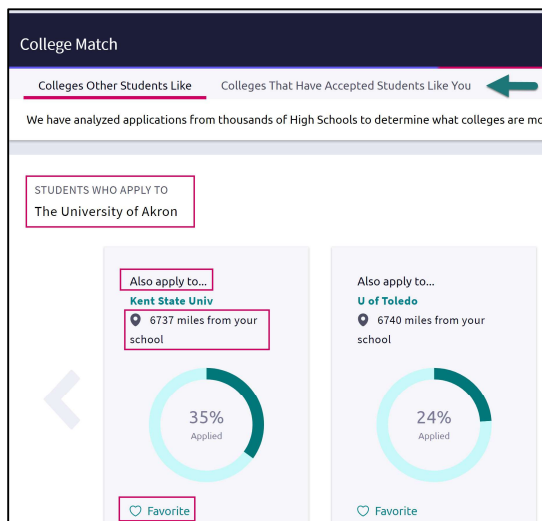 College Match
Colleges Other Students Like
Colleges That Have Accepted Students Like You
We have analyzed applications from thousands of High Schools to determine what colleges are
STUDENTS WHO APPLY TO
The University of Akron
Also apply to...
Kent State Univ
6737 miles from your
school
35%
Applied
Favorite
Also apply to...
U of Toledo
6740 miles from your
school
24%
Applied
Favorite